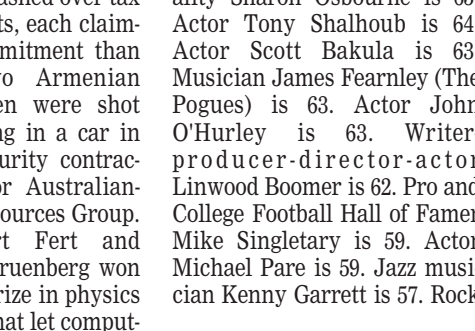 ashed over tax
ts, each claim-
mitment than
vo Armenian
en were shot
ng in a car in
urity contrac-
or Australian-
sources Group.
rt Fert and
ruenberg won
rize in physics
hat let comput-
ality Sharon Osbourne is 65
Actor Tony Shalhoub is 64
Actor Scott Bakula is 63
Musician James Fearnley (The
Pogues) is 63. Actor John
O'Hurley is 63. Writer
producer-director-actor
Linwood Boomer is 62. Pro and
College Football Hall of Famer
Mike Singletary is 59. Actor
Michael Pare is 59. Jazz musi
cian Kenny Garrett is 57. Rock